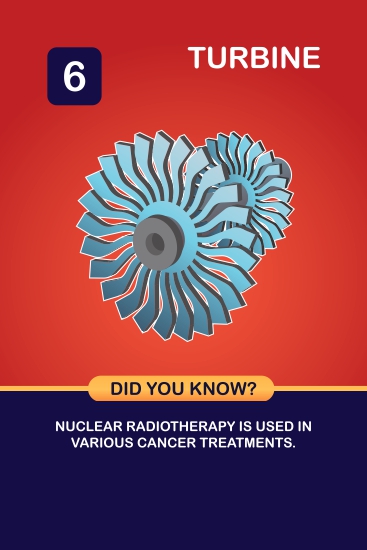 6
TURBINE
DID YOU KNOW?
NUCLEAR RADIOTHERAPY IS USED IN
VARIOUS CANCER TREATMENTS.